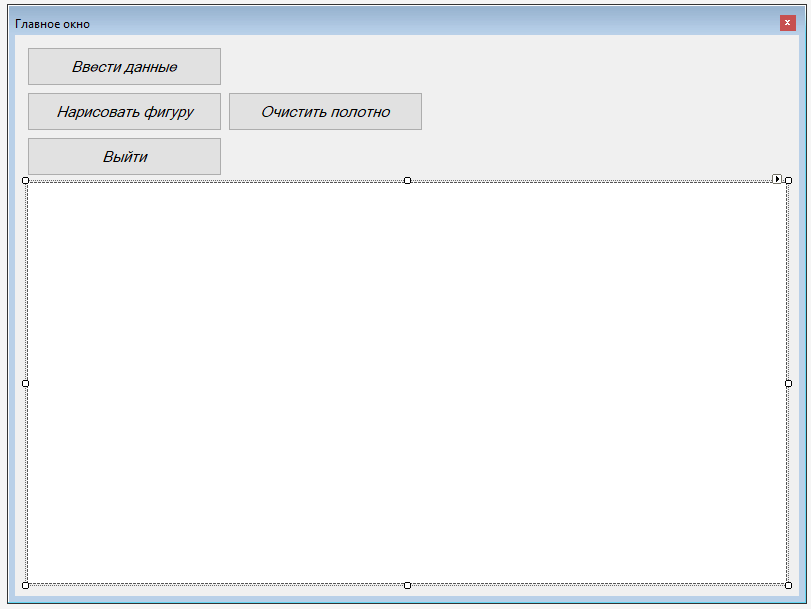 Главное окно
x
Ввести данные
Нарисовать фигуру
Очистить полотно
Выйти